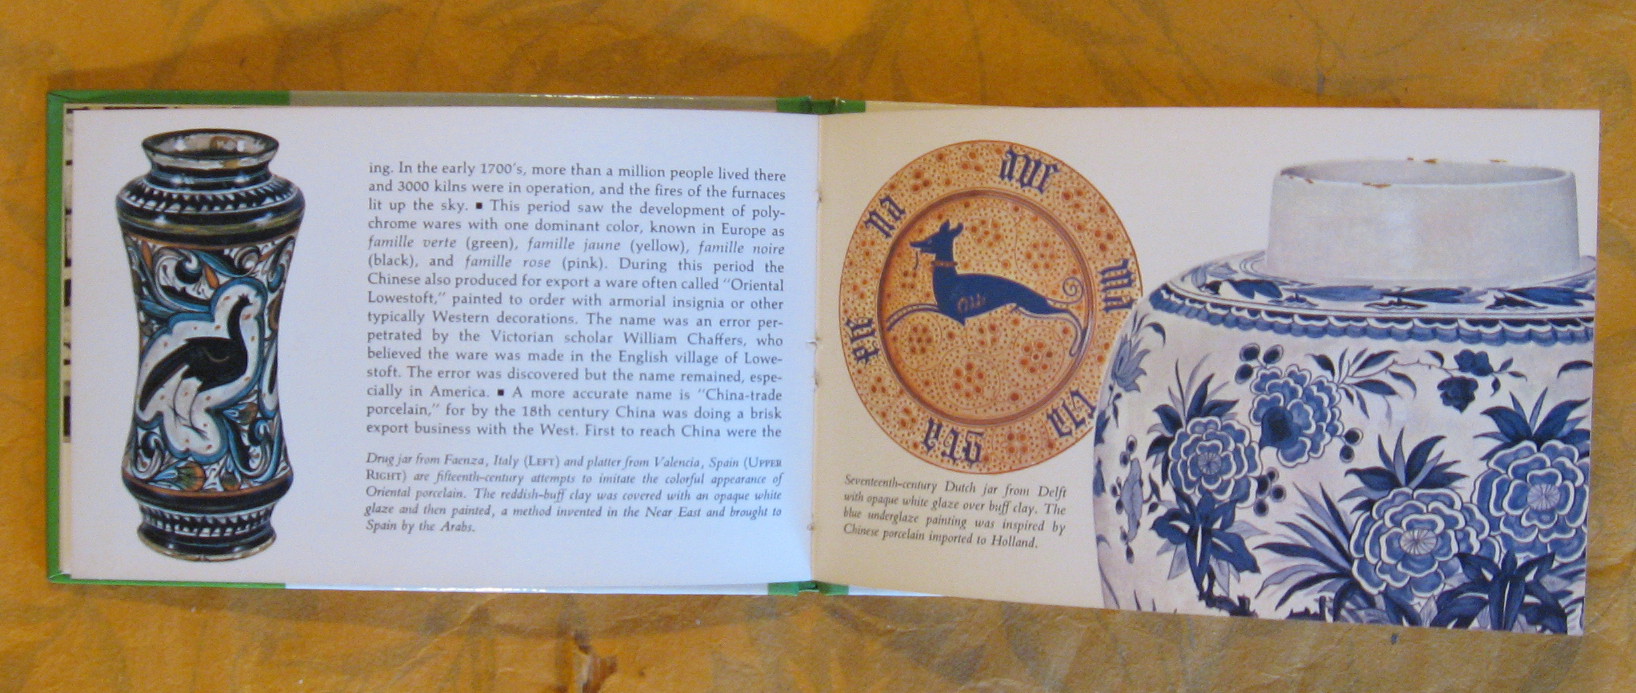 ing. In the early 1700's, more than a million people lived there
and 3000 kilns were in operation, and the fires of the furnaces
lit up the sky. ■ This period saw the development of poly-
chrome wares with one dominant color, known in Europe as
famille verte (green), famille jaune (yellow), famille noire
(black), and famille rose (pink). During this period the
Chinese also produced for export a ware often called "Oriental
Lowestoft," painted to order with armorial insignia or other
typically Western decorations. The name was an error per-
petrated by the Victorian scholar William Chaffers, who
believed the ware was made in the English village of Lowe-
stoft. The error was discovered but the name remained, espe-
cially in America. ■ A more accurate name is "China-trade
porcelain," for by the 18th century China was doing a brisk
export business with the West. First to reach China were the
Drug jar from Faenza, Italy (LEFT) and platter from Valencia, Spain (UPPER
RIGHT) are fifteenth-century attempts to imitate the colorful appearance of
Oriental porcelain. The reddish-buff clay was covered with an opaque white
glaze and then painted, a method invented in the Near East and brought to
Spain by the Arabs.
Seventeenth-century Dutch jar from Delft
with opaque white glaze over buff clay. The
blue underglaze painting was inspired by
Chinese porcelain imported to Holland.